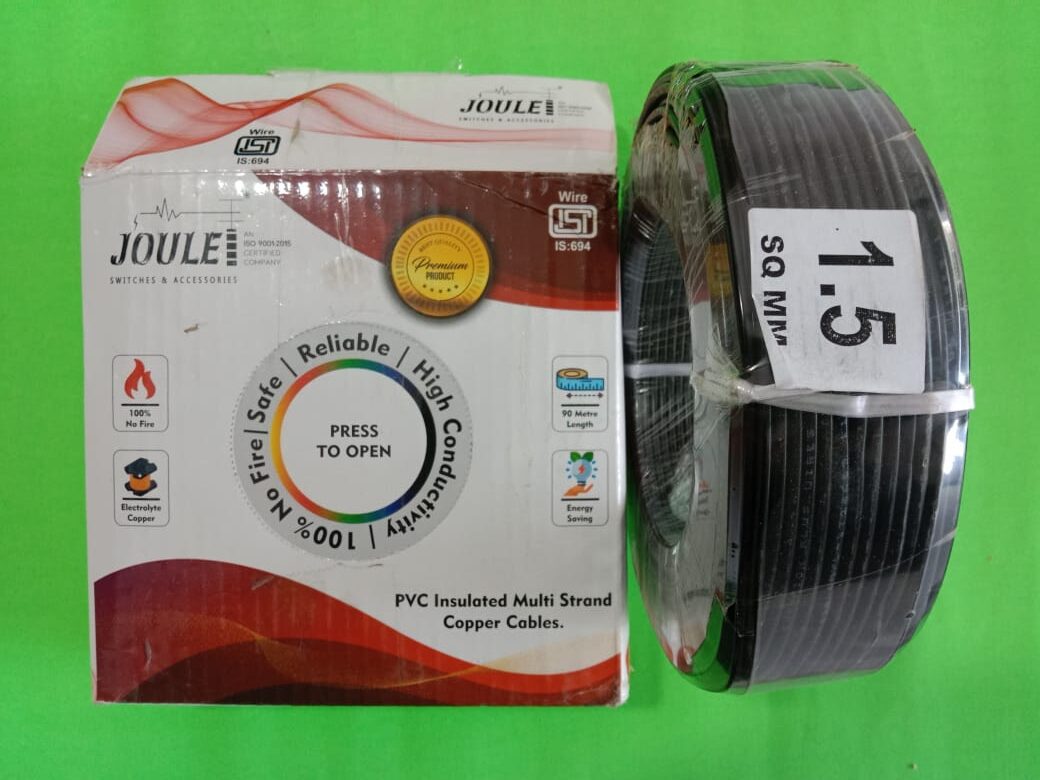 JOULE
SWITCHES & ACCESSORIES
Wire
IS:694
JOULE
AN
ISO 9001:2015
CERTIFIED
COMPANY
SWITCHES & ACCESSORIES
BEST QUALITY
Premium
PRODUCT
Wire
IS:694
100%
No Fire
Electrolyte
Copper
100% No Fire | Safe | Reliable | High Conductivity |
PRESS
TO OPEN
90 Metre
Length
Energy
Saving
PVC Insulated Multi Strand
Copper Cables.
1.5
SQ MM